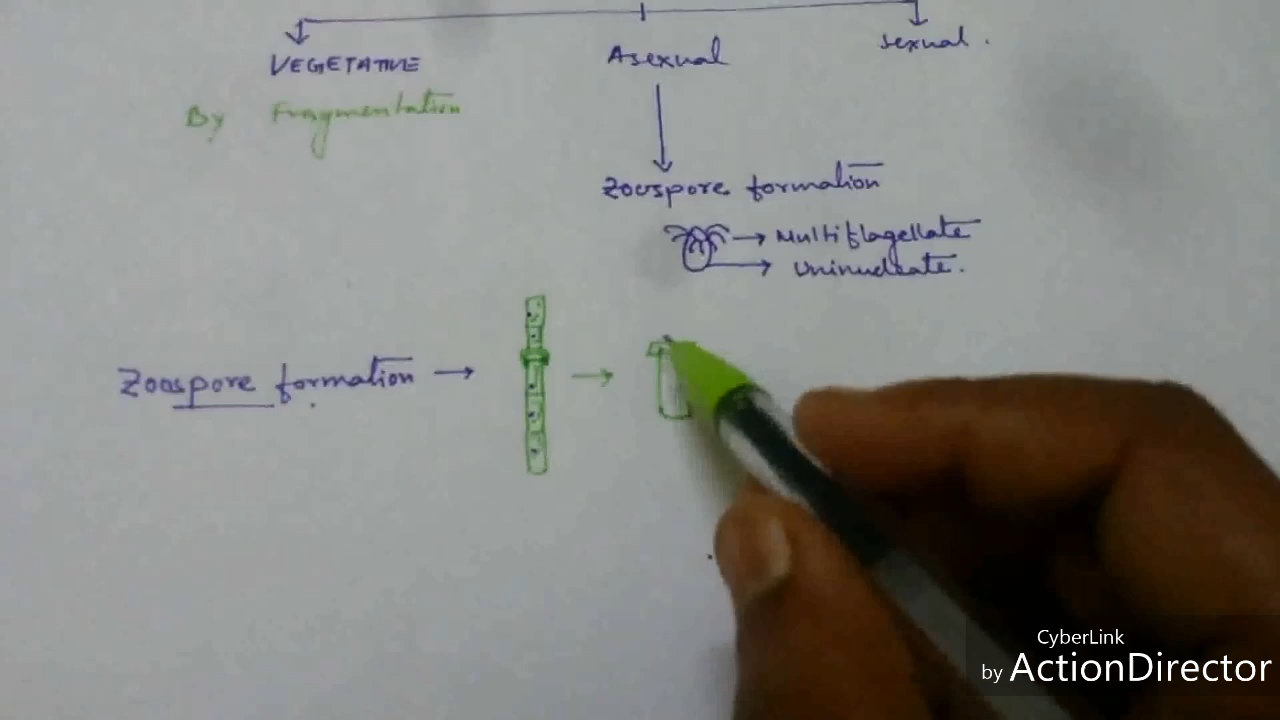 VEGETATIVE Asexual sexual.
By Fragmentation
Zoospore formation
→ Multiflagellate
→ Uninucleate.
Zoospore formation →
CyberLink
by ActionDirector